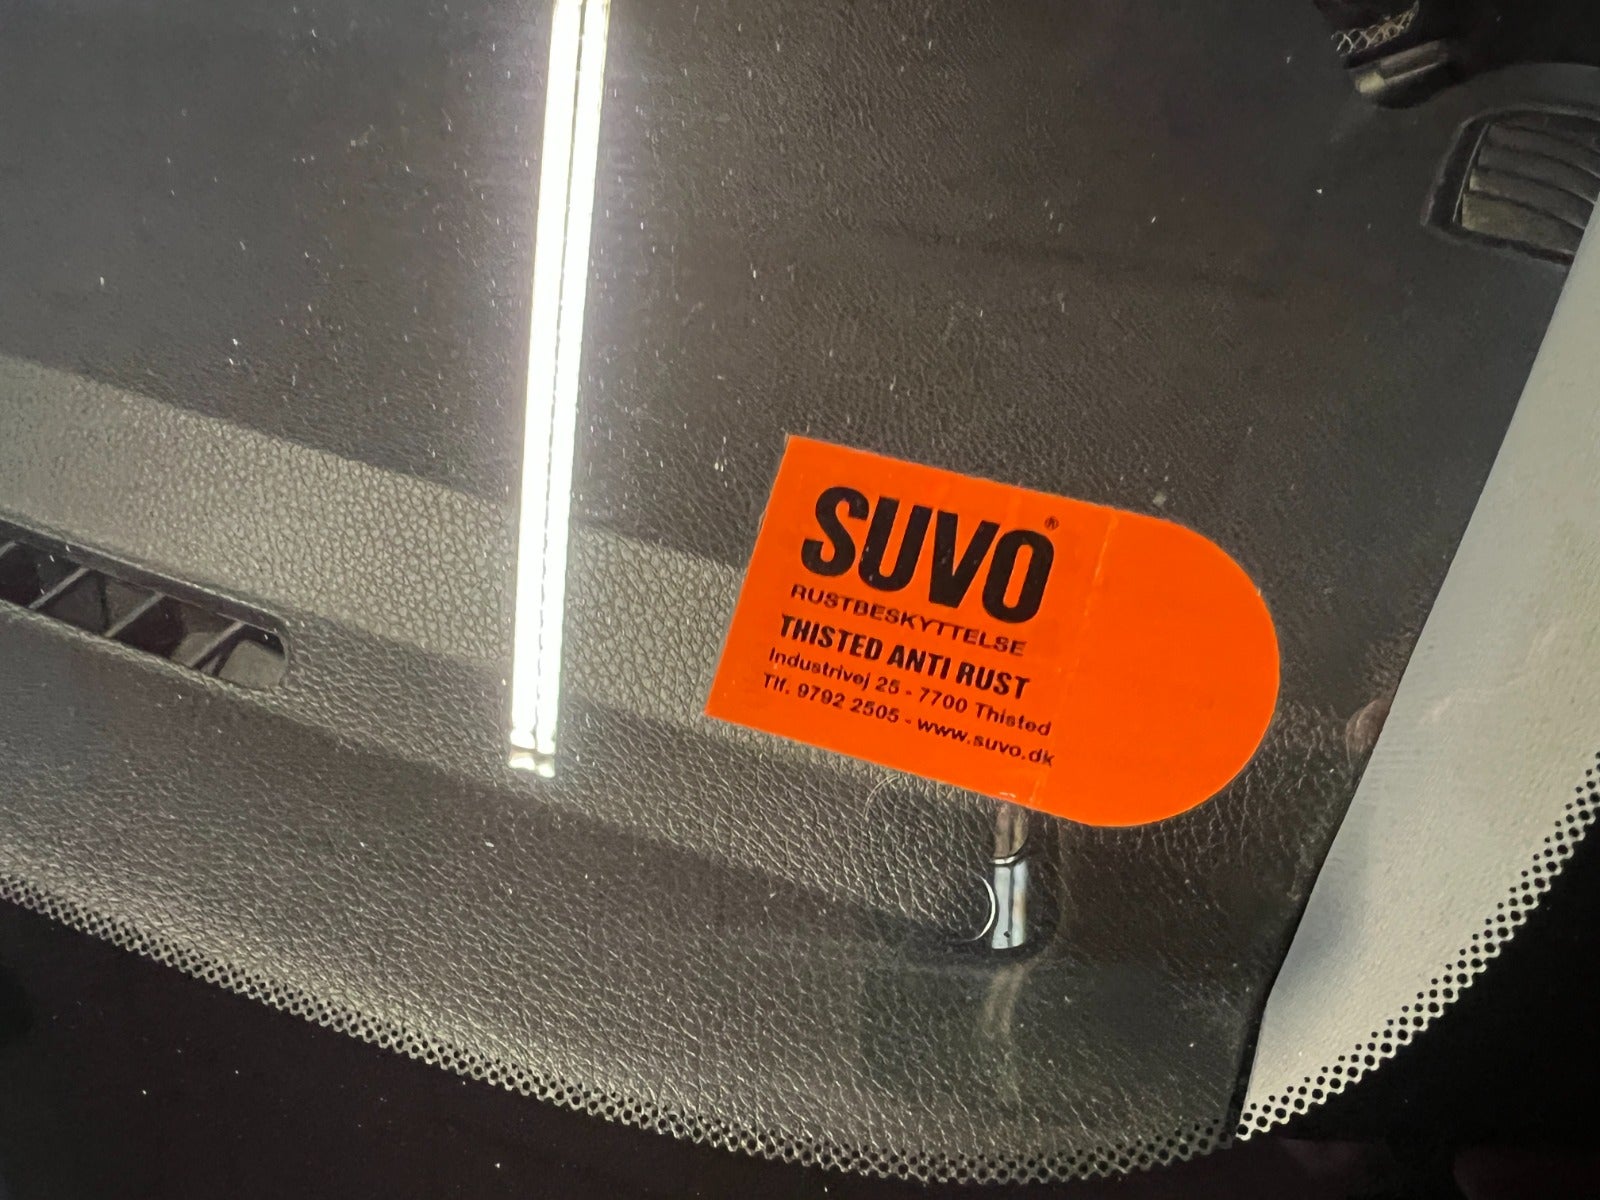 SUVO®
RUSTBESKYTTELSE
THISTED ANTI RUST
Industrivej 25 - 7700 Thisted
Tlf. 9792 2505 - www.suvo.dk